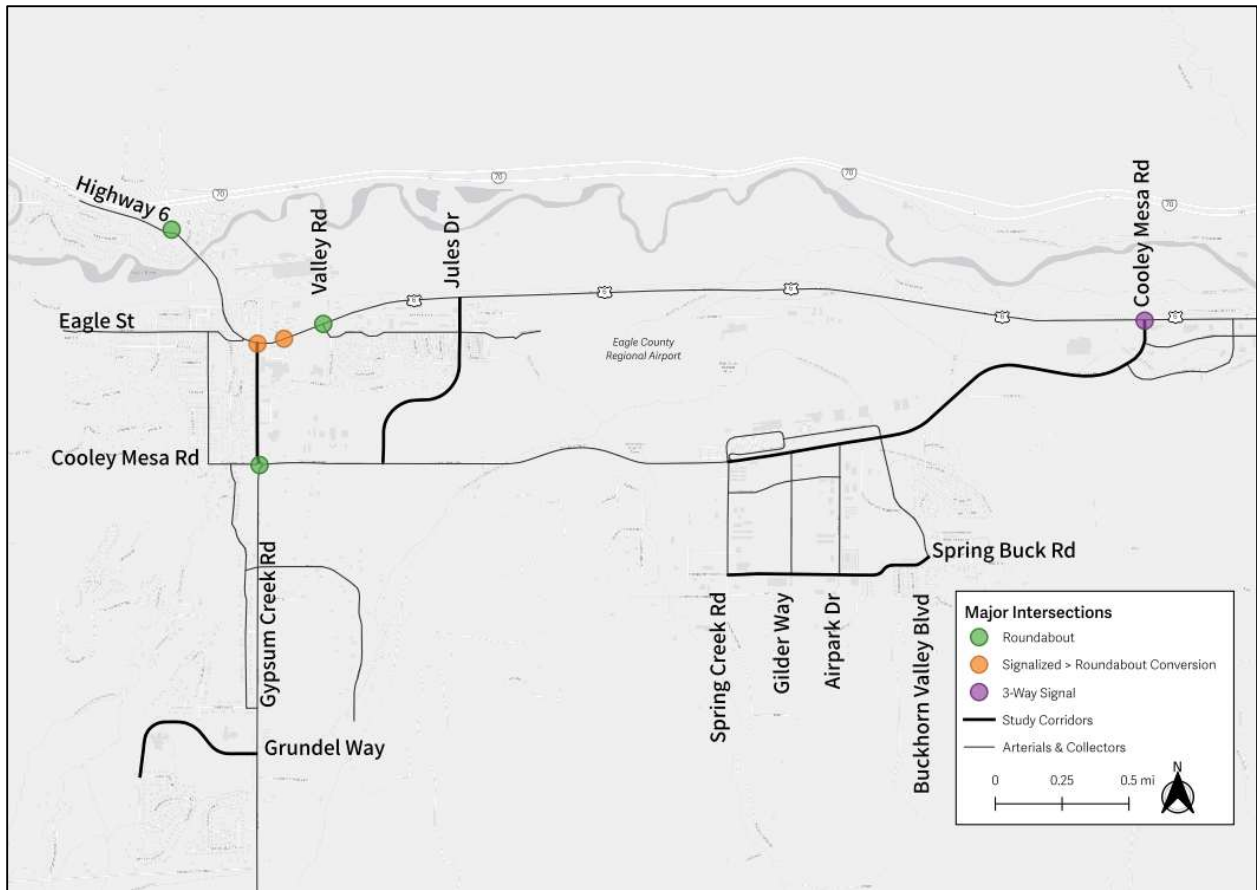 Highway 6
70
70
70
70
Valley Rd
Jules Dr
Cooley Mesa Rd
6
6
6
6
6
Eagle St
Eagle County
Regional Airport
Cooley Mesa Rd
Gypsum Creek Rd
Spring Buck Rd
Spring Creek Rd
Gilder Way
Airpark Dr
Buckhorn Valley Blvd
Grundel Way
Major Intersections
Roundabout
Signalized > Roundabout Conversion
3-Way Signal
Study Corridors
Arterials & Collectors
0 0.25 0.5 mi
N